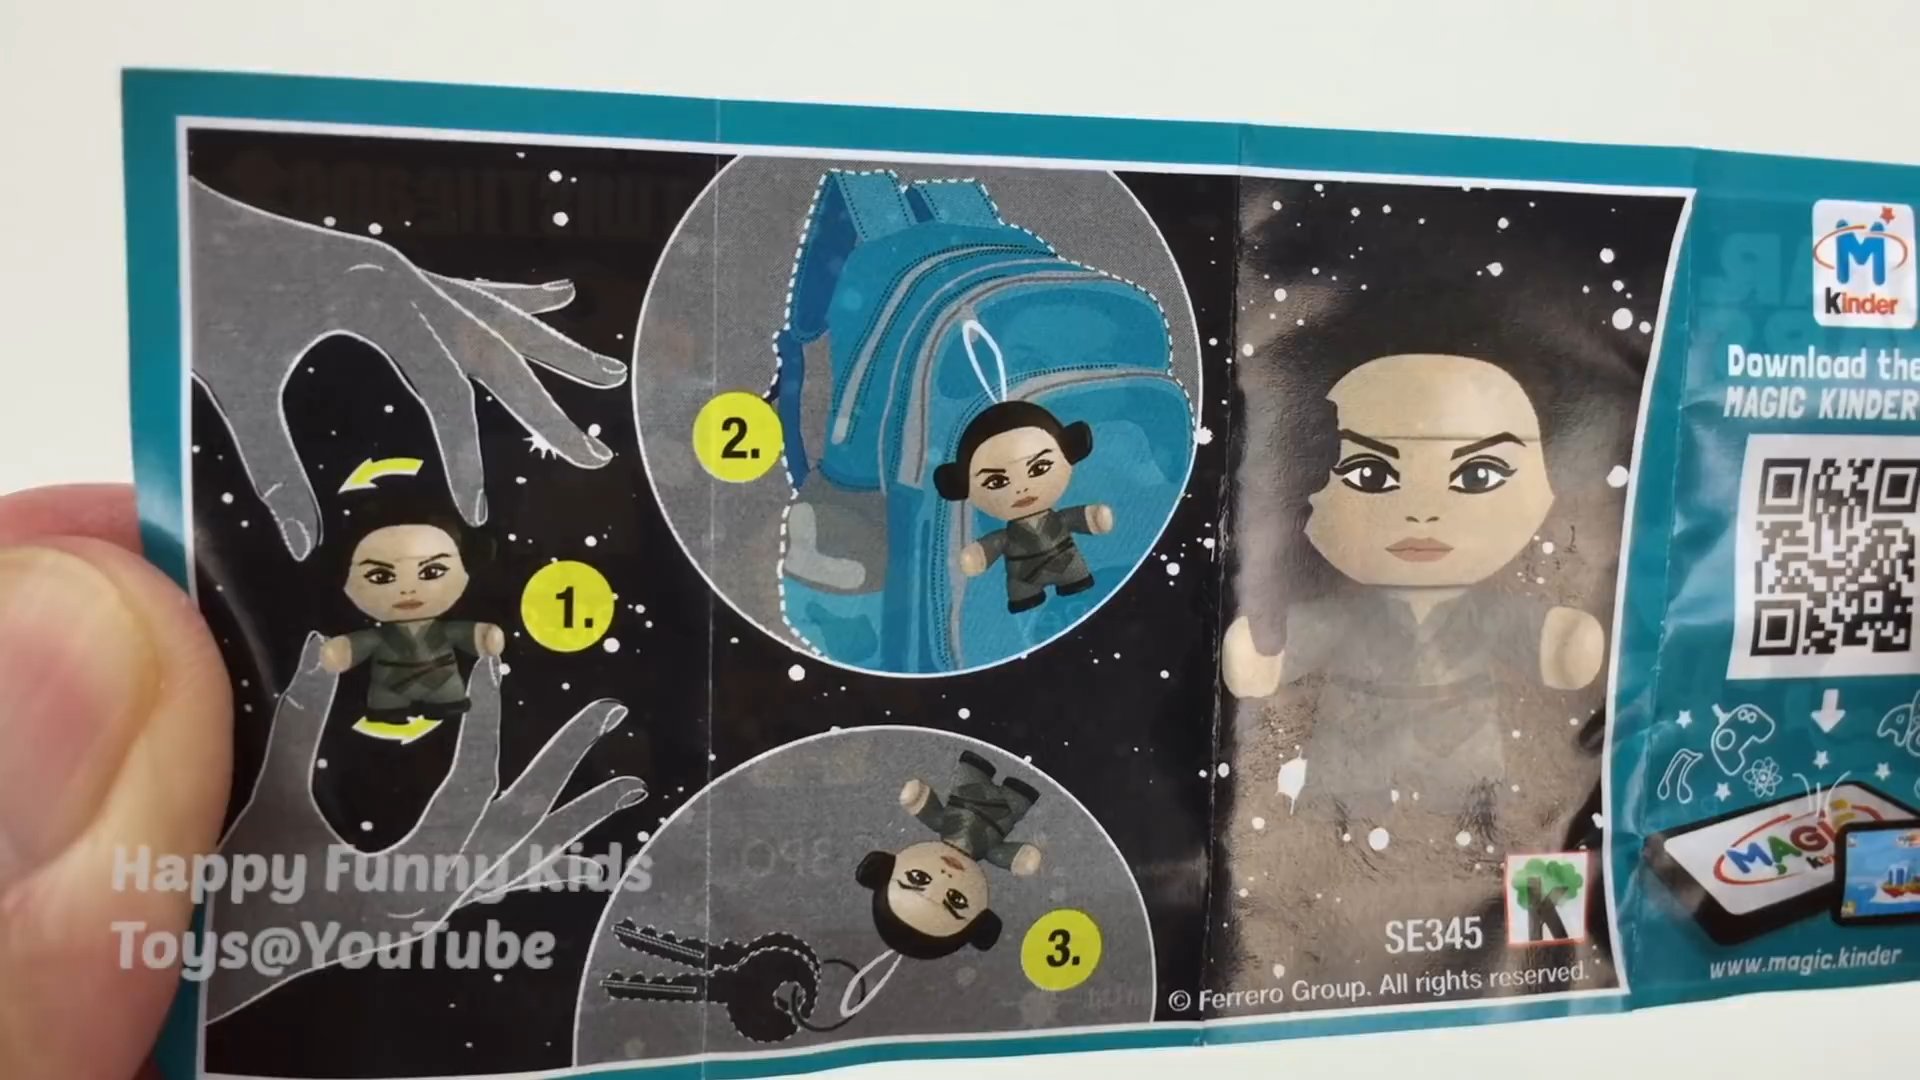 1.
2.
3.
M
kinder
Download the
MAGIC KINDER
MAGIC
K
SE345
© Ferrero Group. All rights reserved.
www.magic.kinder
Happy Funny Kids
Toys@YouTube